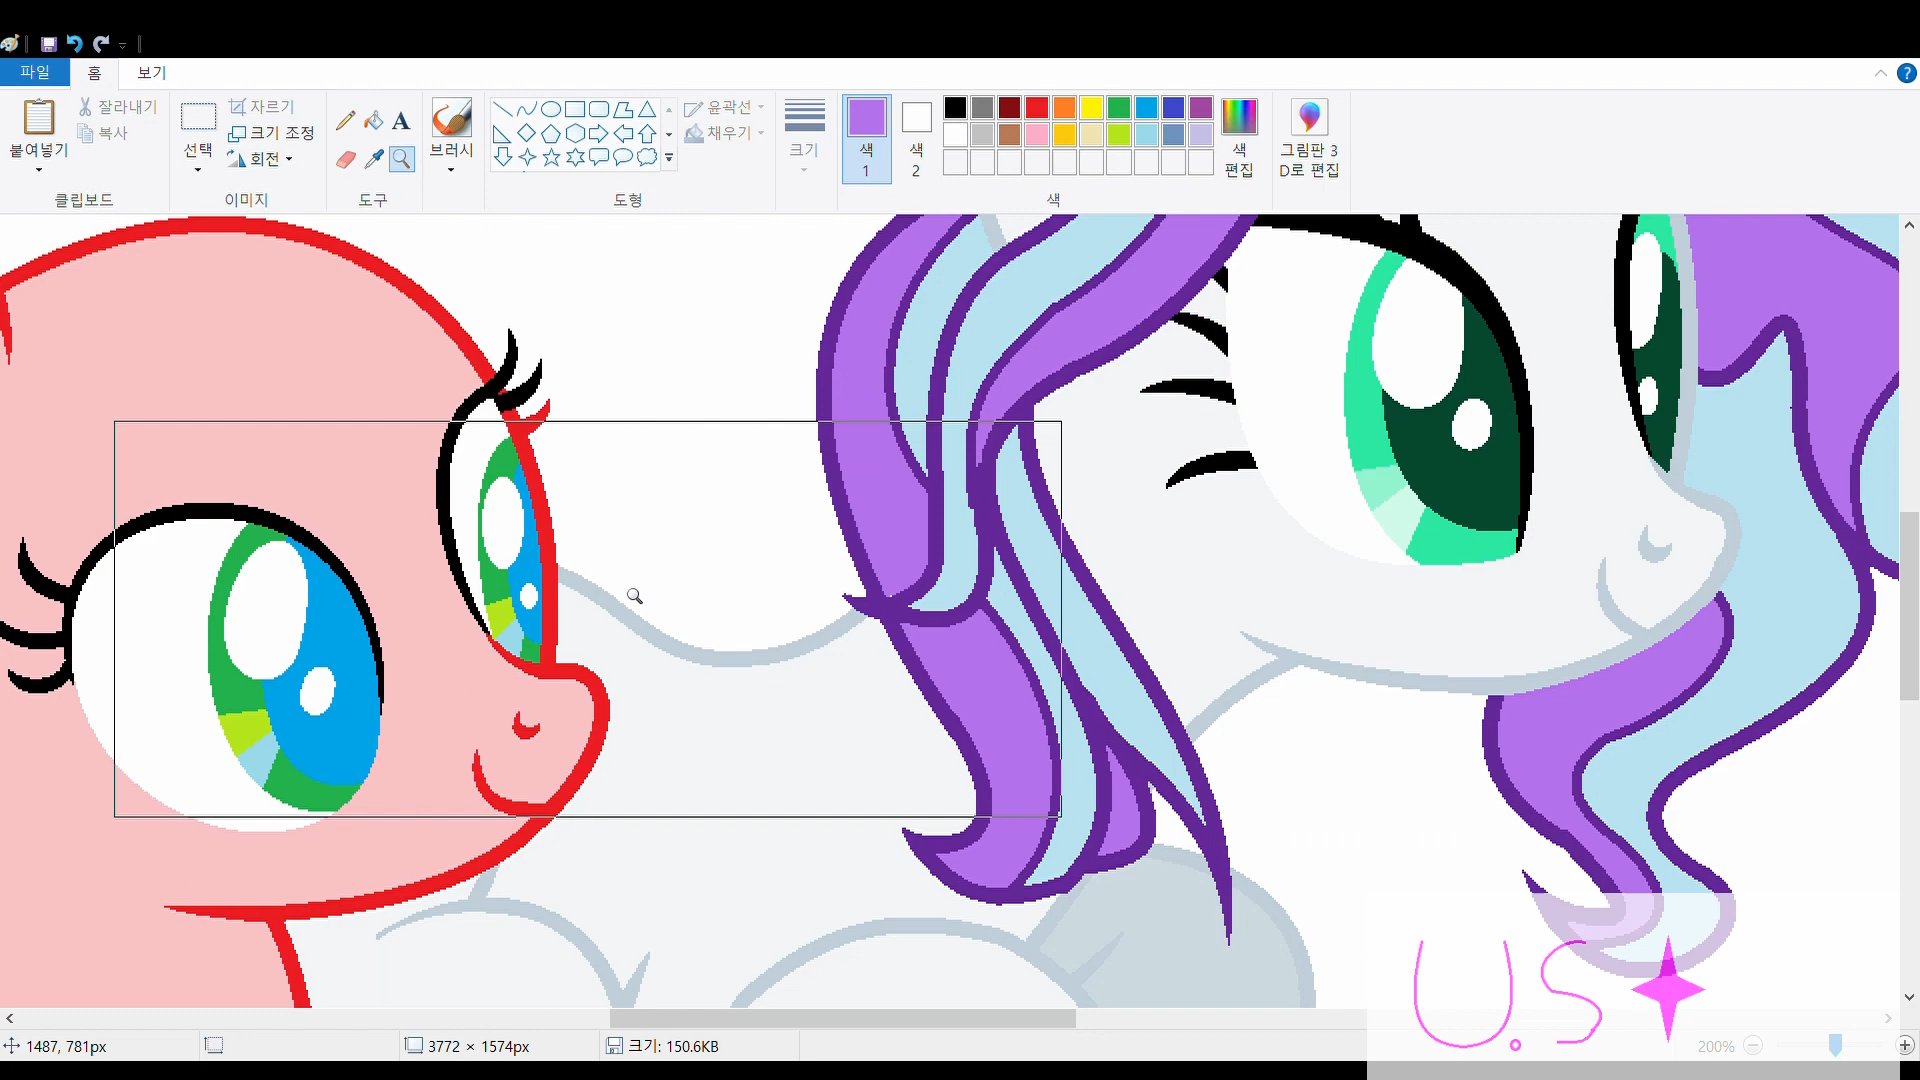 파일 홈 보기
붙여넣기
잘라내기
복사
클립보드
선택
자르기
크기 조정
회전
이미지
A
도구
브러시
도형
윤곽선
채우기
크기
색
1
색
2
색
편집
색
그림판 3
D로 편집
?
U.S
1487, 781px
3772 × 1574px
크기: 150.6KB
200%